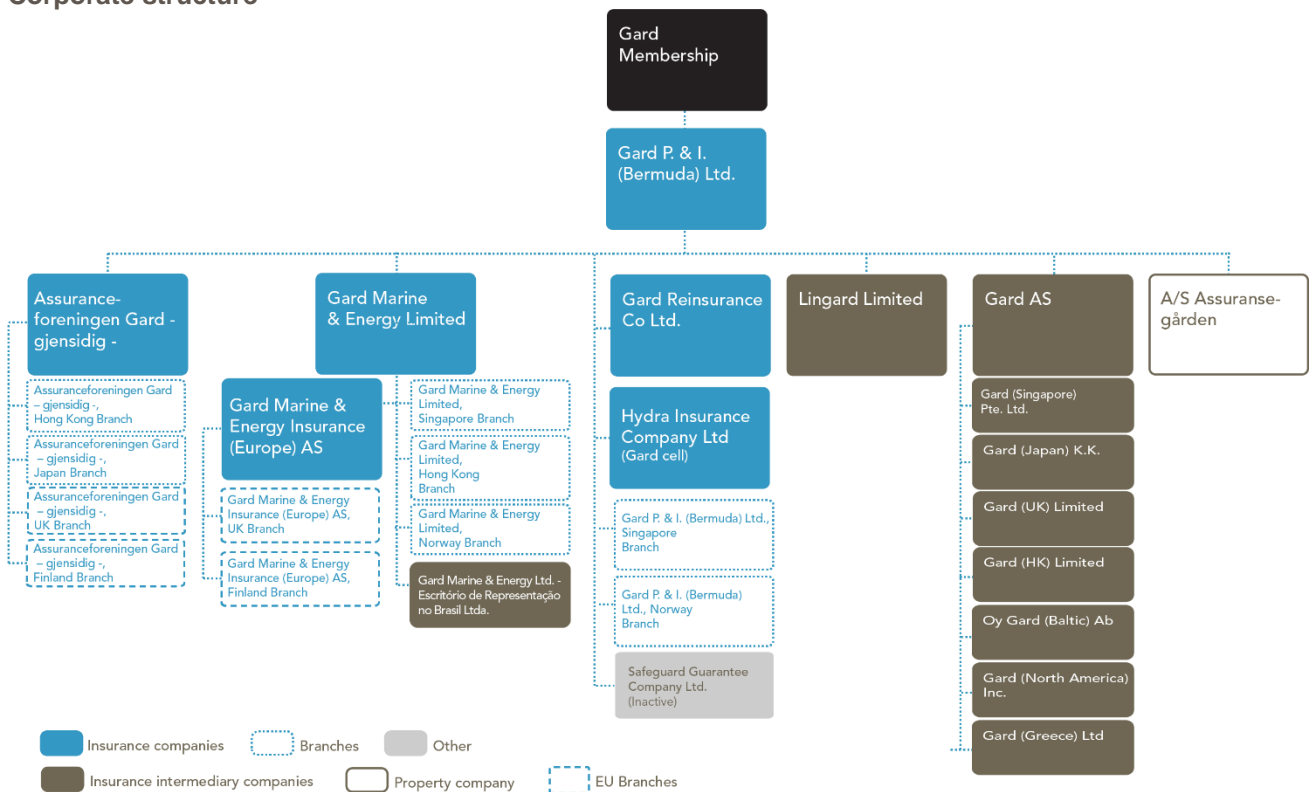 Corporate structure
Gard
Membership
Gard P. & I.
(Bermuda) Ltd.
Assurance-
foreningen Gard -
gjensidig -
Assuranceforeningen Gard
– gjensidig -,
Hong Kong Branch
Assuranceforeningen Gard
– gjensidig -,
Japan Branch
Assuranceforeningen Gard
– gjensidig -,
UK Branch
Assuranceforeningen Gard
– gjensidig -,
Finland Branch
Gard Marine
& Energy Limited
Gard Marine &
Energy Insurance
(Europe) AS
Gard Marine & Energy
Insurance (Europe) AS,
UK Branch
Gard Marine & Energy
Insurance (Europe) AS,
Finland Branch
Gard Marine & Energy
Limited,
Singapore Branch
Gard Marine & Energy
Limited,
Hong Kong
Branch
Gard Marine & Energy
Limited,
Norway Branch
Gard Marine & Energy Ltd. -
Escritório de Representação
no Brasil Ltda.
Gard Reinsurance
Co Ltd.
Hydra Insurance
Company Ltd
(Gard cell)
Gard P. & I. (Bermuda) Ltd.,
Singapore
Branch
Gard P. & I. (Bermuda)
Ltd., Norway
Branch
Safeguard Guarantee
Company Ltd.
(Inactive)
Lingard Limited
Gard AS
Gard (Singapore)
Pte. Ltd.
Gard (Japan) K.K.
Gard (UK) Limited
Gard (HK) Limited
Oy Gard (Baltic) Ab
Gard (North America)
Inc.
Gard (Greece) Ltd
A/S Assuranse-
gården
Insurance companies
Branches
Other
Insurance intermediary companies
Property company
EU Branches